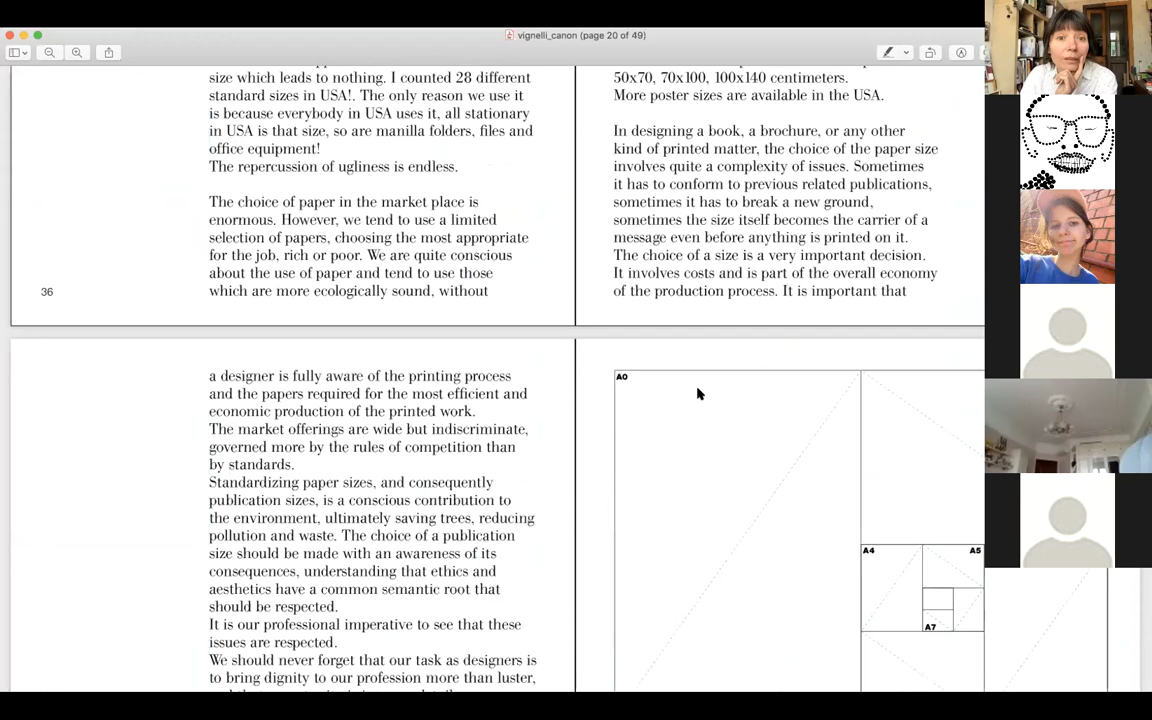 vignelli_canon (page 20 of 49)
size which leads to nothing. I counted 28 different
standard sizes in USA!. The only reason we use it
is because everybody in USA uses it, all stationary
in USA is that size, so are manilla folders, files and
office equipment!
The repercussion of ugliness is endless.
The choice of paper in the market place is
enormous. However, we tend to use a limited
selection of papers, choosing the most appropriate
for the job, rich or poor. We are quite conscious
about the use of paper and tend to use those
which are more ecologically sound, without
36
50x70, 70x100, 100x140 centimeters.
More poster sizes are available in the USA.
In designing a book, a brochure, or any other
kind of printed matter, the choice of the paper size
involves quite a complexity of issues. Sometimes
it has to conform to previous related publications,
sometimes it has to break a new ground,
sometimes the size itself becomes the carrier of a
message even before anything is printed on it.
The choice of a size is a very important decision.
It involves costs and is part of the overall economy
of the production process. It is important that
a designer is fully aware of the printing process
and the papers required for the most efficient and
economic production of the printed work.
The market offerings are wide but indiscriminate,
governed more by the rules of competition than
by standards.
Standardizing paper sizes, and consequently
publication sizes, is a conscious contribution to
the environment, ultimately saving trees, reducing
pollution and waste. The choice of a publication
size should be made with an awareness of its
consequences, understanding that ethics and
aesthetics have a common semantic root that
should be respected.
It is our professional imperative to see that these
issues are respected.
We should never forget that our task as designers is
to bring dignity to our profession more than luster,
A0
A4
A5
A7